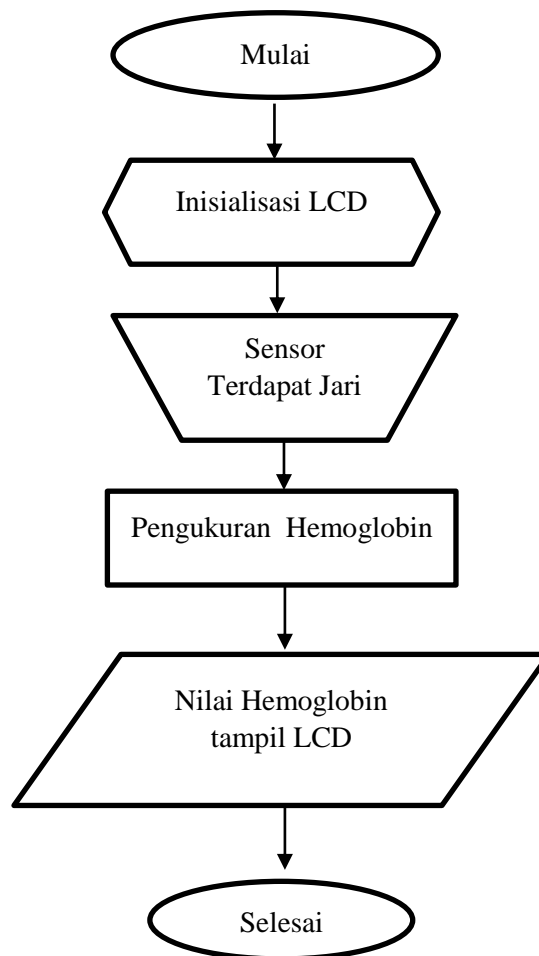 Mulai
Inisialisasi LCD
Sensor
Terdapat Jari
Pengukuran Hemoglobin
Nilai Hemoglobin
tampil LCD
Selesai